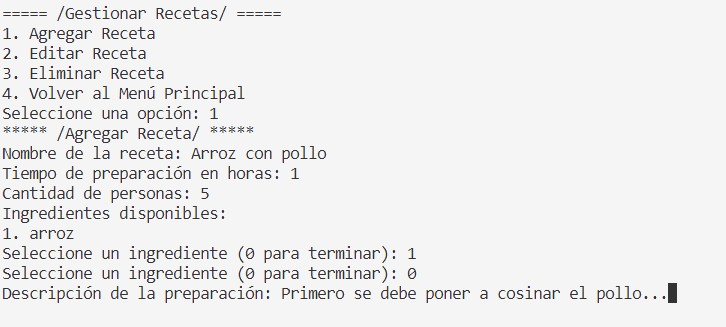 ===== /Gestionar Recetas/ =====
1. Agregar Receta
2. Editar Receta
3. Eliminar Receta
4. Volver al Menú Principal
Seleccione una opción: 1
***** /Agregar Receta/ *****
Nombre de la receta: Arroz con pollo
Tiempo de preparación en horas: 1
Cantidad de personas: 5
Ingredientes disponibles:
1. arroz
Seleccione un ingrediente (0 para terminar): 1
Seleccione un ingrediente (0 para terminar): 0
Descripción de la preparación: Primero se debe poner a cosinar el pollo...